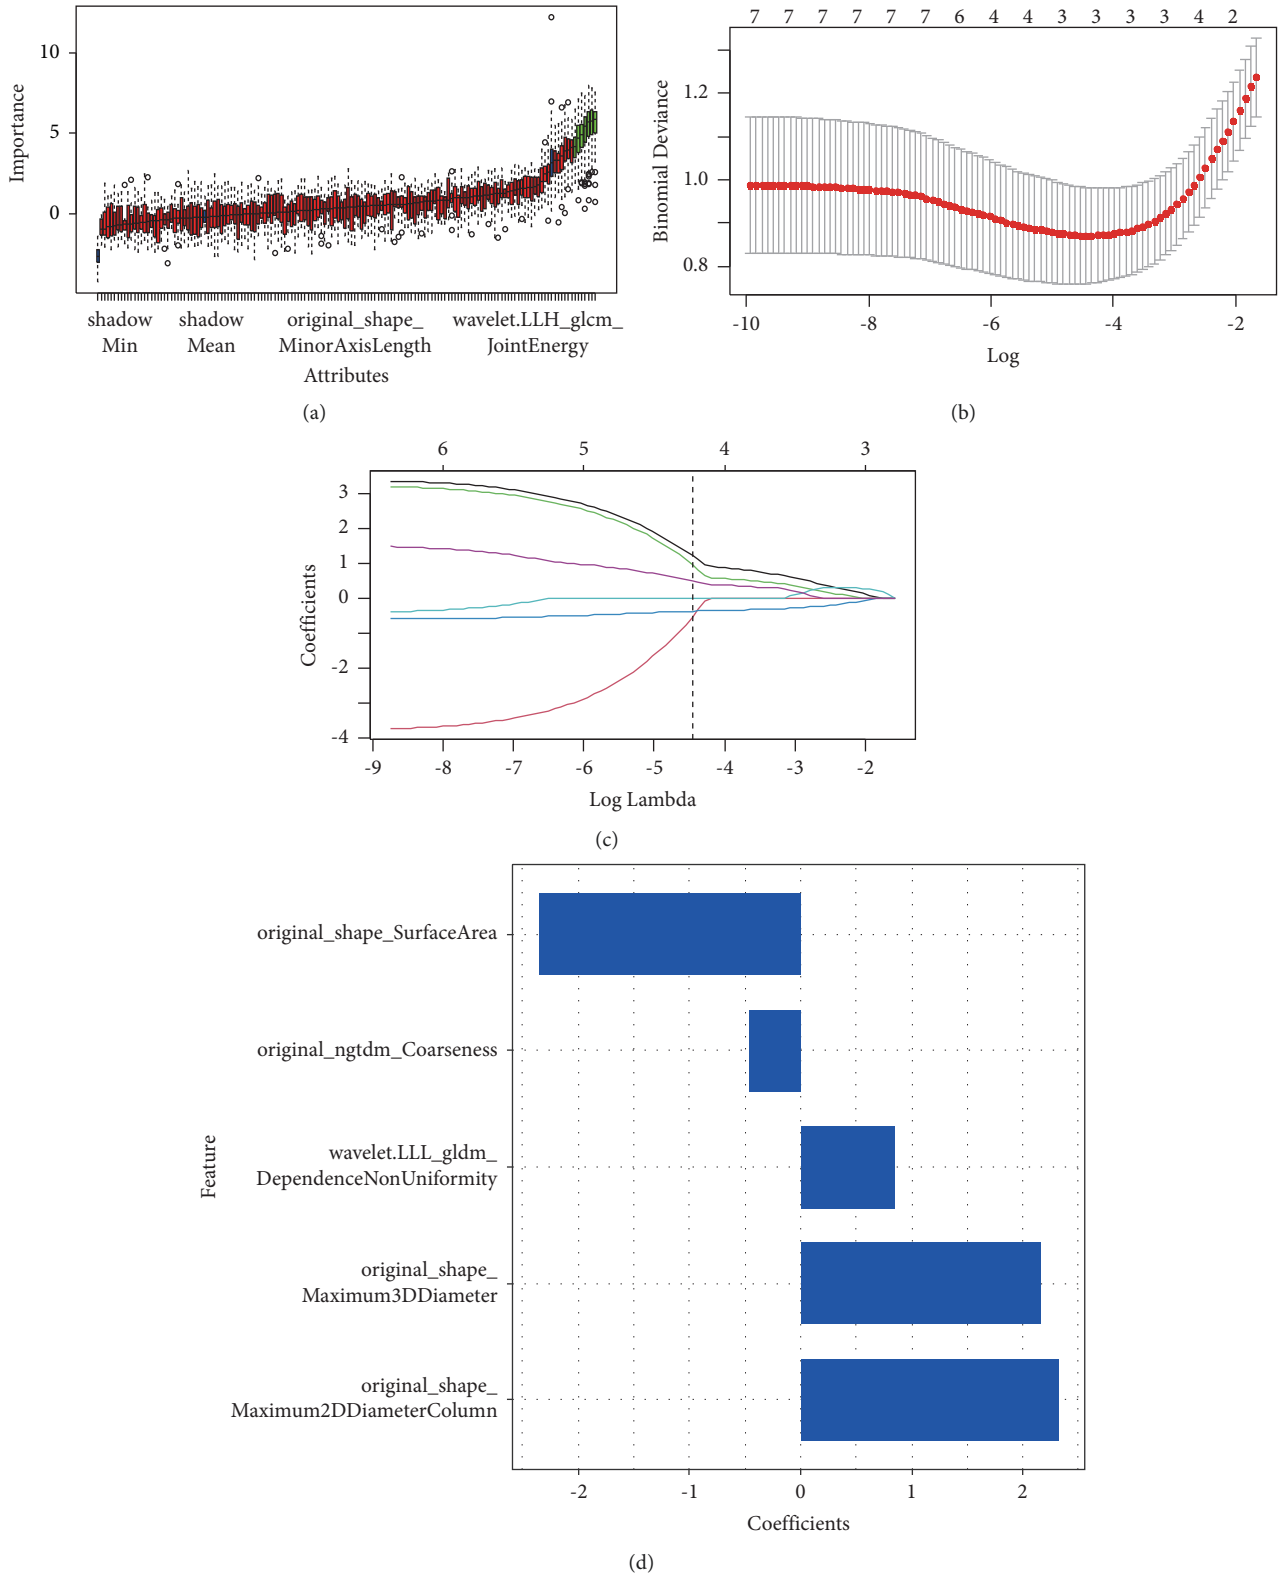 10
5
0
Importance
shadow
Min
shadow
Mean
original_shape_
MinorAxisLength
wavelet.LLH_glcm_
JointEnergy
Attributes
(a)
7 7 7 7 7 7 6 4 4 3 3 3 3 4 2
1.2
1.0
0.8
Binomial Deviance
-10 -8 -6 -4 -2
Log
(b)
6 5 4 3
3
2
1
0
-2
-4
Coefficients
-9 -8 -7 -6 -5 -4 -3 -2
Log Lambda
(c)
Feature
original_shape_SurfaceArea
original_ngtdm_Coarseness
wavelet.LLL_gldm_
DependenceNonUniformity
original_shape_
Maximum3DDiameter
original_shape_
Maximum2DDiameterColumn
-2 -1 0 1 2
Coefficients
(d)